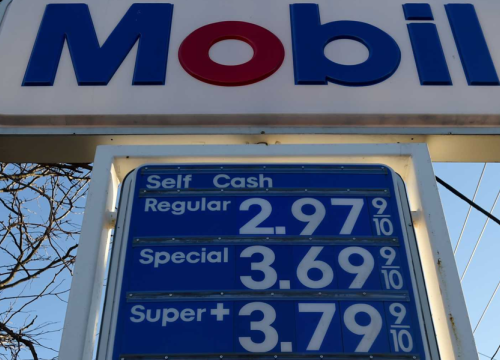 Mobil
Self Cash
Regular 2.97 9/10
Special 3.69 9/10
Super+ 3.79 9/10